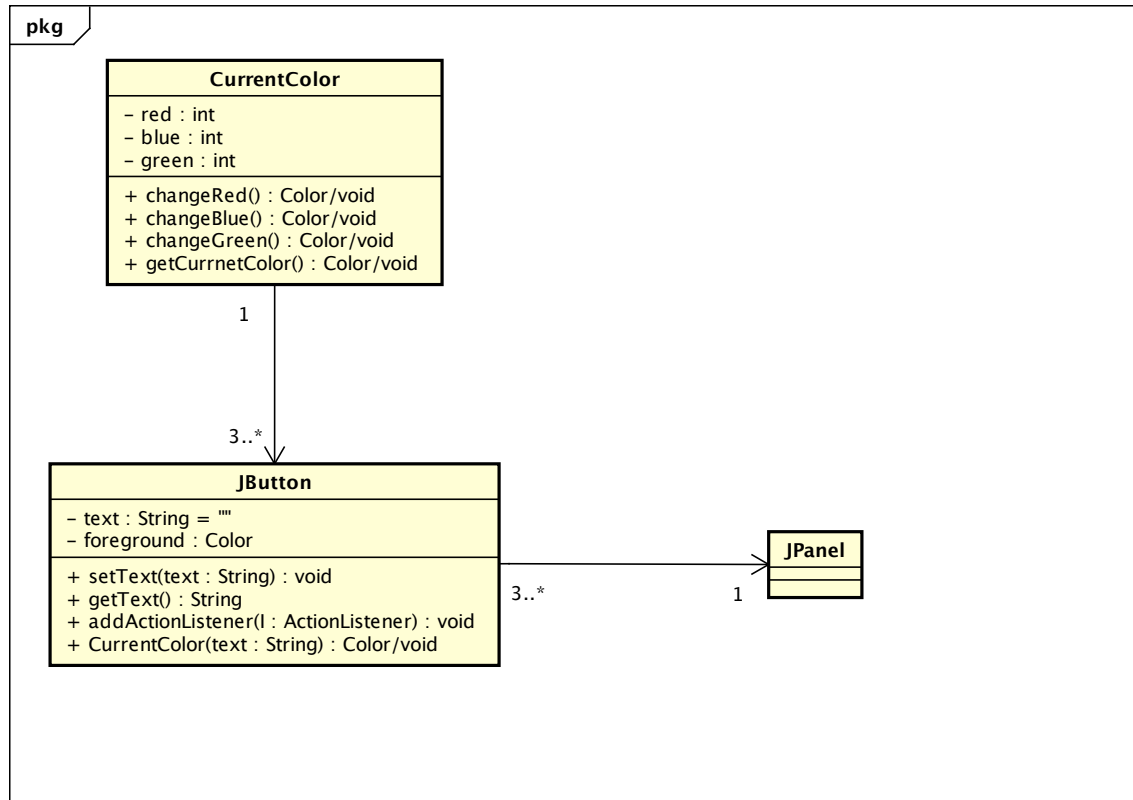 pkg
CurrentColor
– red : int
– blue : int
– green : int
+ changeRed() : Color/void
+ changeBlue() : Color/void
+ changeGreen() : Color/void
+ getCurrnetColor() : Color/void
1
3..*
JButton
– text : String = ""
– foreground : Color
+ setText(text : String) : void
+ getText() : String
+ addActionListener(l : ActionListener) : void
+ CurrentColor(text : String) : Color/void
3..*
1
JPanel